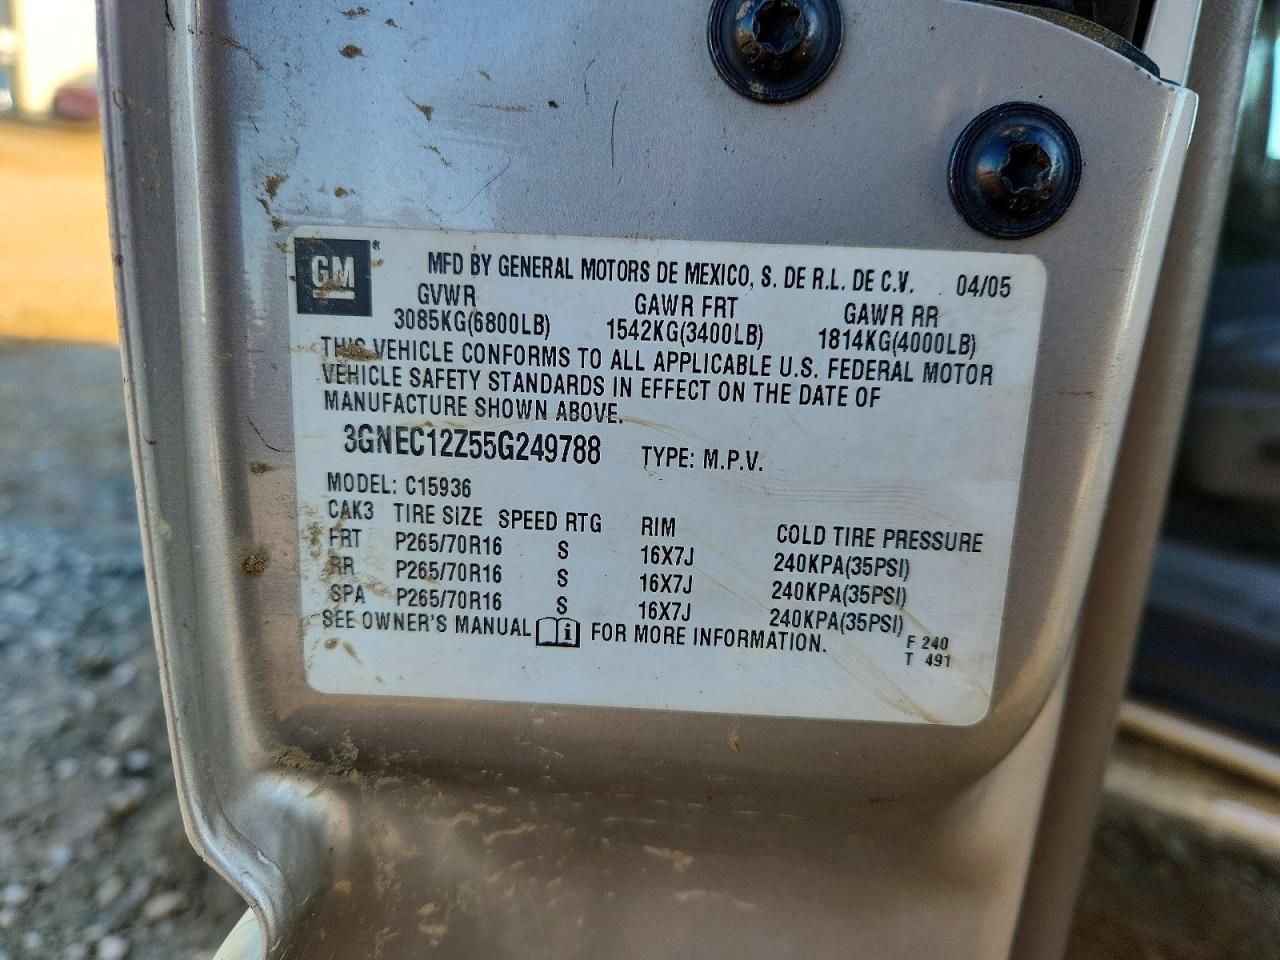 GM® MFD BY GENERAL MOTORS DE MEXICO, S. DE R.L. DE C.V. 04/05
GVWR GAWR FRT GAWR RR
3085KG(6800LB) 1542KG(3400LB) 1814KG(4000LB)
THIS VEHICLE CONFORMS TO ALL APPLICABLE U.S. FEDERAL MOTOR
VEHICLE SAFETY STANDARDS IN EFFECT ON THE DATE OF
MANUFACTURE SHOWN ABOVE.
3GNEC12Z55G249788 TYPE: M.P.V.
MODEL: C15936
CAK3 TIRE SIZE SPEED RTG RIM COLD TIRE PRESSURE
FRT P265/70R16 S 16X7J 240KPA(35PSI)
RR P265/70R16 S 16X7J 240KPA(35PSI)
SPA P265/70R16 S 16X7J 240KPA(35PSI)
SEE OWNER'S MANUAL i FOR MORE INFORMATION.
F 240
T 491